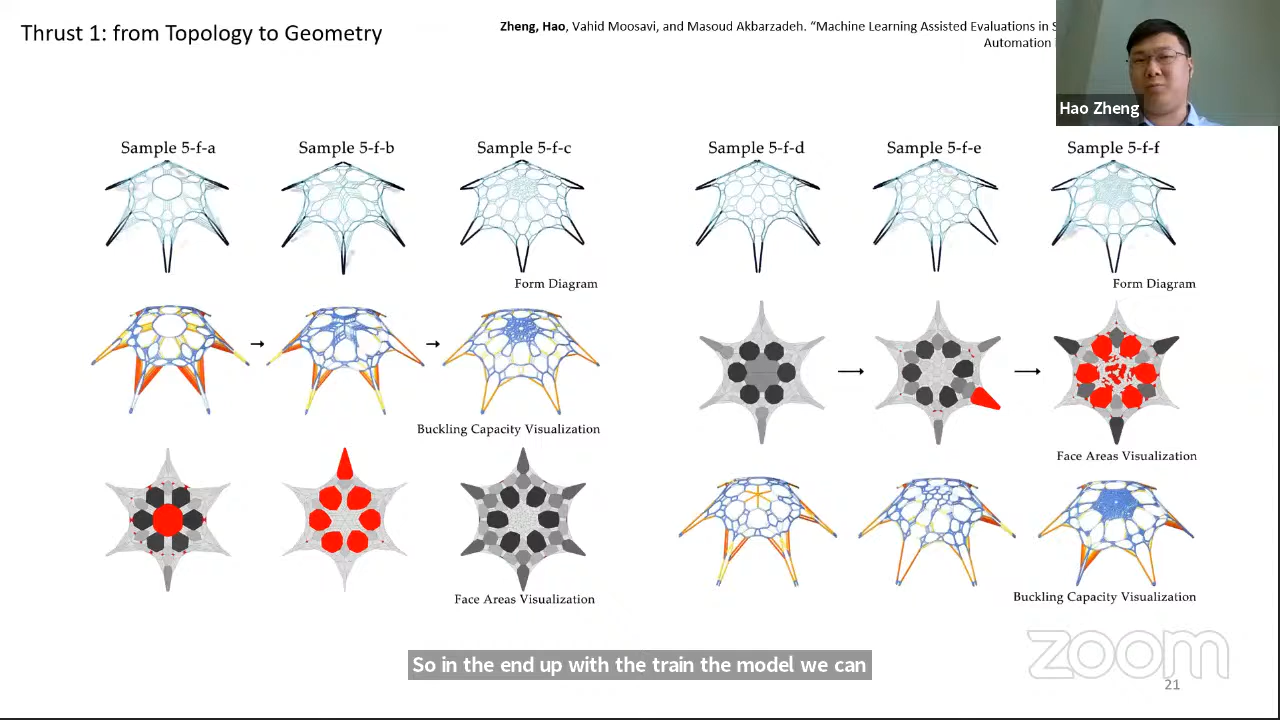 Thrust 1: from Topology to Geometry
Zheng, Hao, Vahid Moosavi, and Masoud Akbarzadeh. “Machine Learning Assisted Evaluations in
Automation
Hao Zheng
Sample 5-f-a
Sample 5-f-b
Sample 5-f-c
Sample 5-f-d
Sample 5-f-e
Sample 5-f-f
Form Diagram
Form Diagram
Buckling Capacity Visualization
Face Areas Visualization
Face Areas Visualization
Buckling Capacity Visualization
So in the end up with the train the model we can
zoom
21